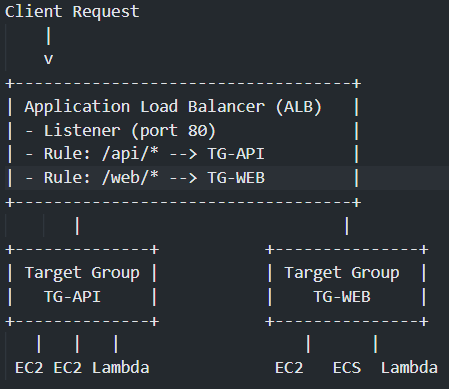 Client Request
|
v
+-----------------------------------+
| Application Load Balancer (ALB)   |
| - Listener (port 80)              |
| - Rule: /api/* --> TG-API         |
| - Rule: /web/* --> TG-WEB         |
+-----------------------------------+
|                            |
+--------------+            +---------------+
| Target Group |            | Target Group  |
|   TG-API     |            |    TG-WEB     |
+--------------+            +---------------+
|   |   |                   |      |
EC2 EC2 Lambda             EC2   ECS  Lambda